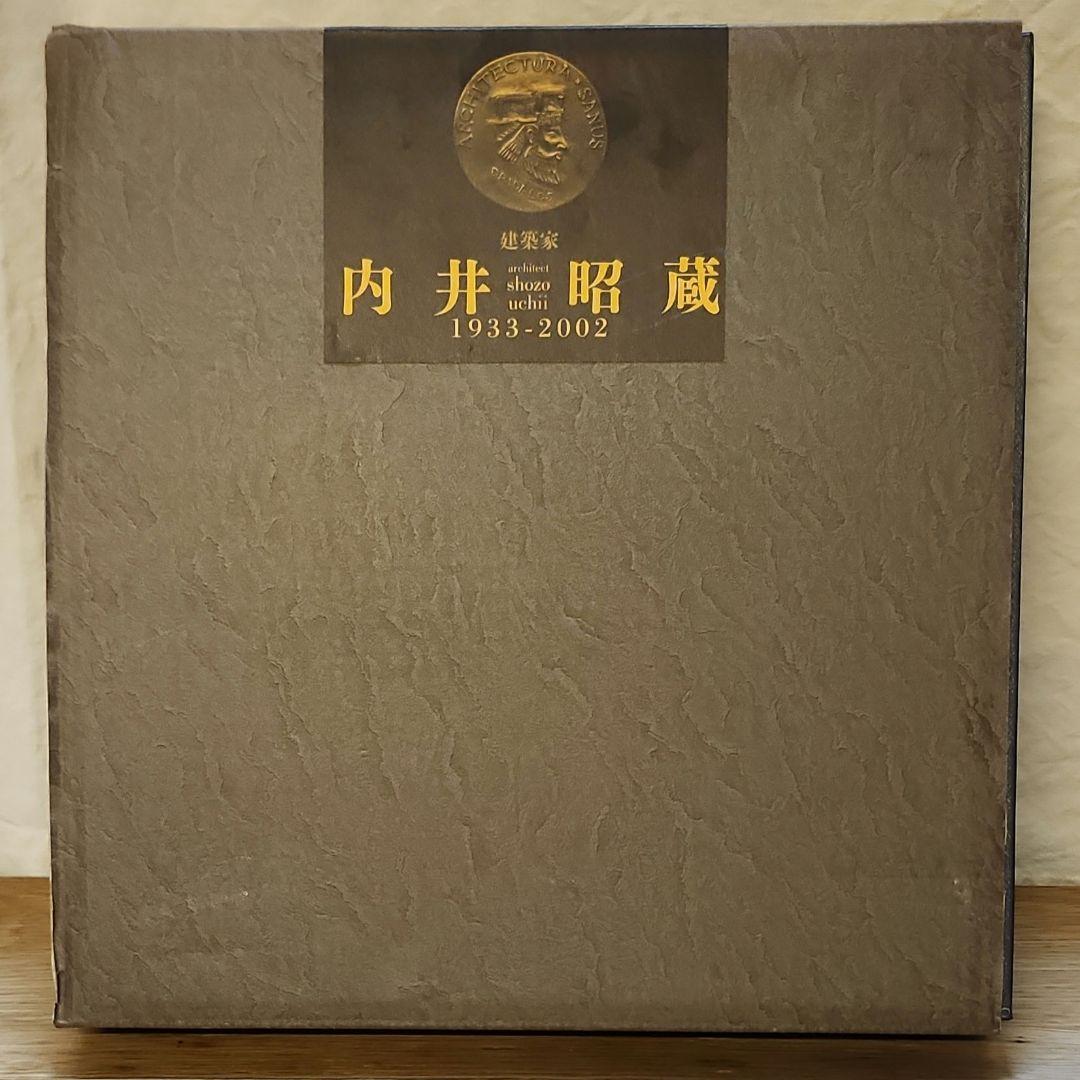 ARCHITECTURA · SANUS
建築家
内井昭蔵
architect
shozo
uchii
1933-2002